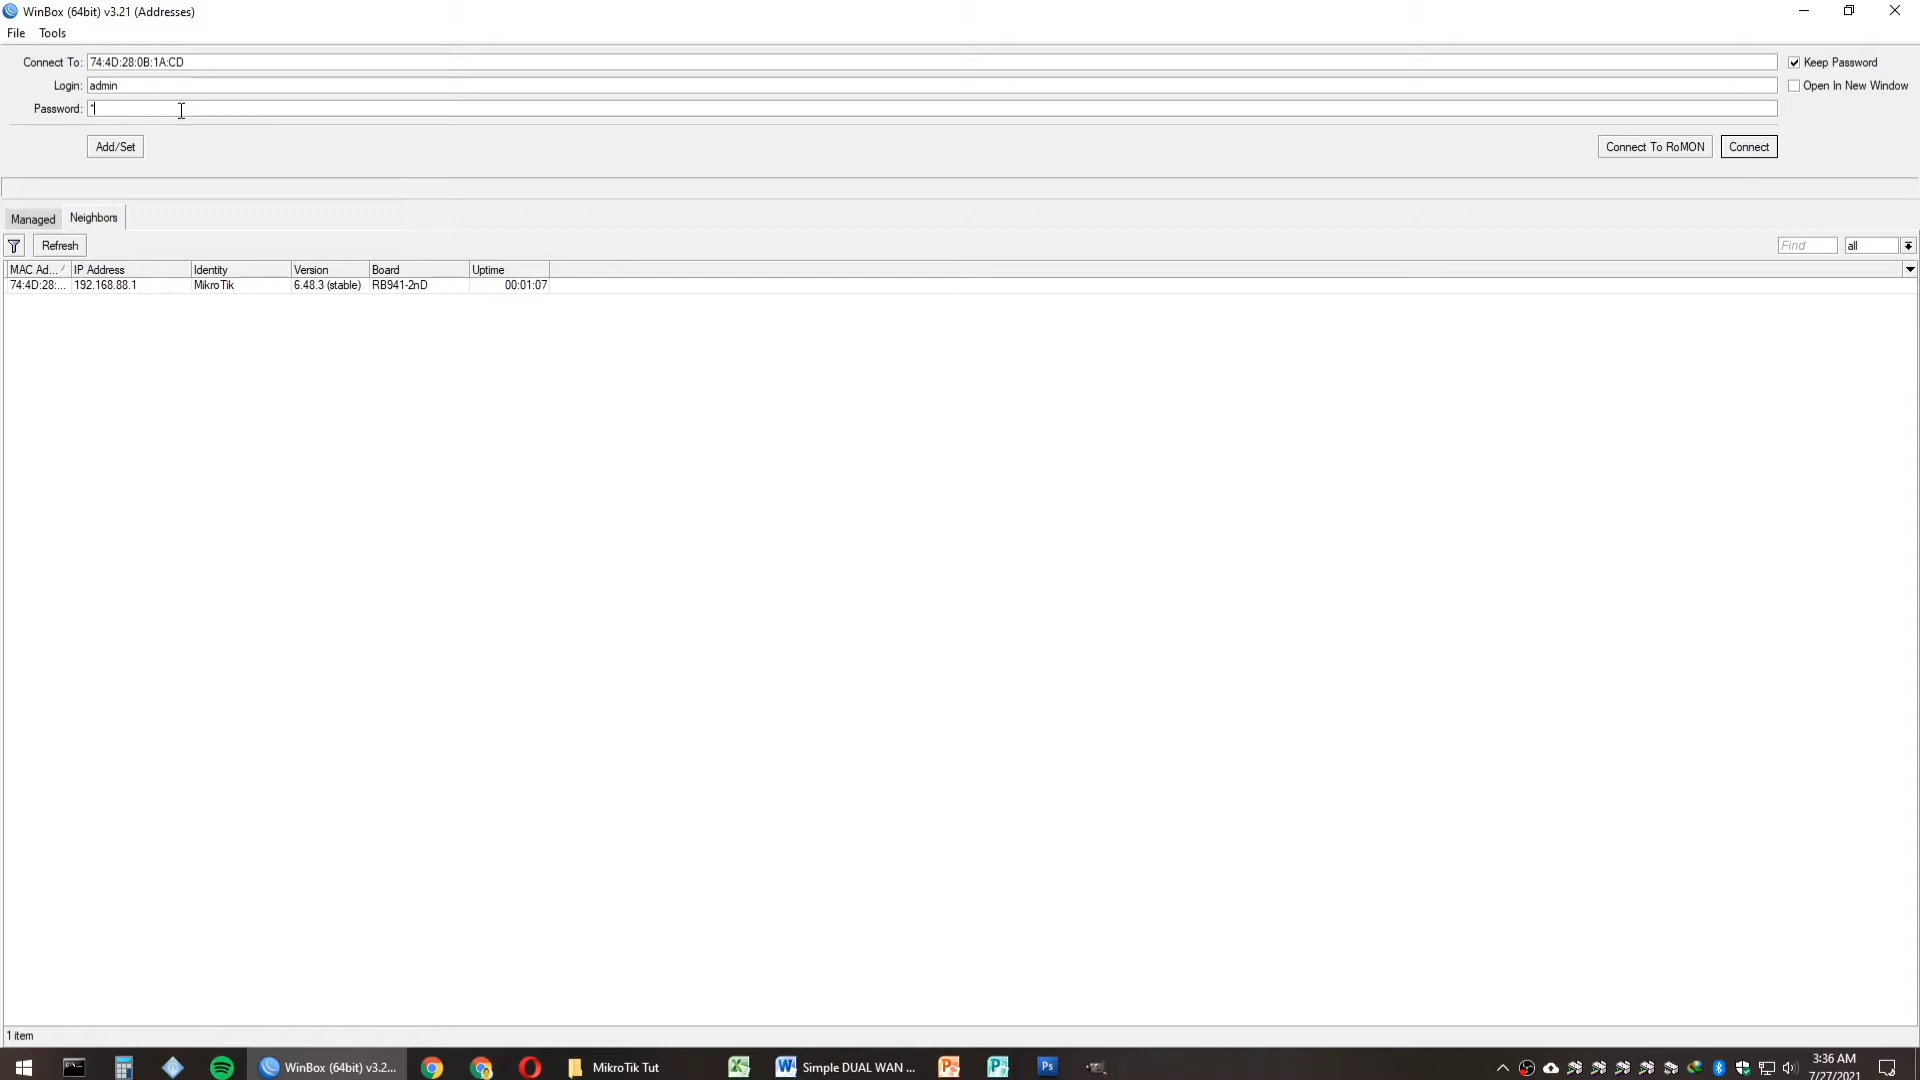 WinBox (64bit) v3.21 (Addresses)
File Tools
Connect To: 74:4D:28:0B:1A:CD
Keep Password
Login: admin
Open In New Window
Password: *
Add/Set
Connect To RoMON
Connect
Managed Neighbors
Refresh
Find
all
MAC Ad... IP Address Identity Version Board Uptime
74:4D:28:... 192.168.88.1 MikroTik 6.48.3 (stable) RB941-2nD 00:01:07
1 item
WinBox (64bit) v3.2...
MikroTik Tut
Simple DUAL WAN ...
3:36 AM
7/27/2021